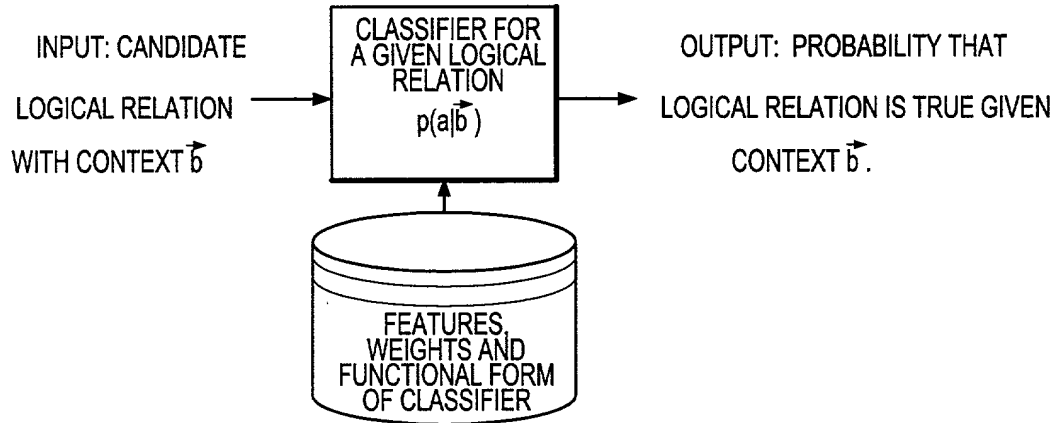 INPUT: CANDIDATE
LOGICAL RELATION
WITH CONTEXT b⃗
CLASSIFIER FOR
A GIVEN LOGICAL
RELATION
p(a|b⃗ )
OUTPUT: PROBABILITY THAT
LOGICAL RELATION IS TRUE GIVEN
CONTEXT b⃗ .
FEATURES,
WEIGHTS AND
FUNCTIONAL FORM
OF CLASSIFIER